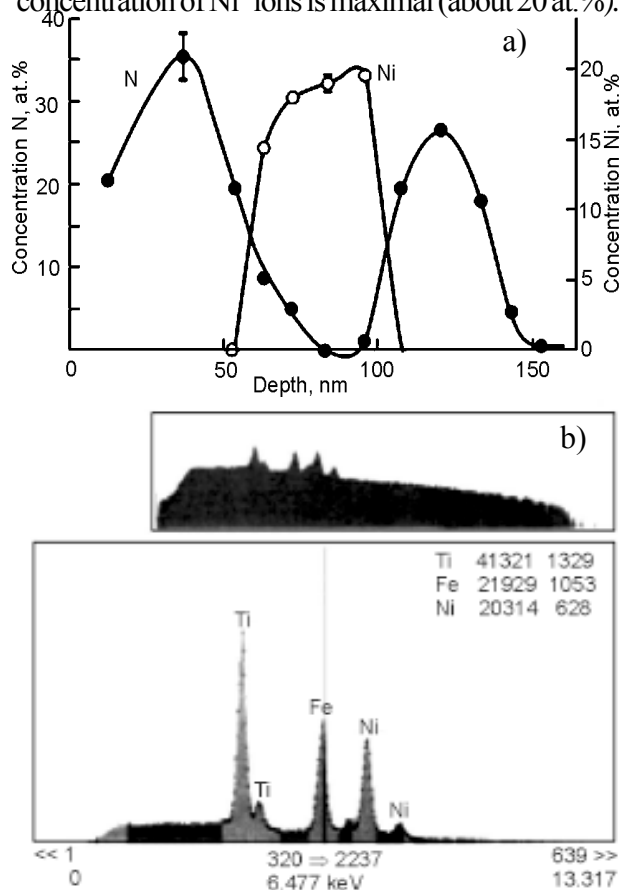 concentration of Ni⁺ ions is maximal (about 20 at.%).
a)
40
30
20
10
Concentration N, at.%
N
Ni
20
15
10
5
0
Concentration Ni, at.%
0 50 100 150
Depth, nm
b)
Ti 41321 1329
Fe 21929 1053
Ni 20314 628
Ti
Fe
Ni
Ti
Ni
<< 1 320 ⇒ 2237 639 >>
0 6.477 keV 13.317